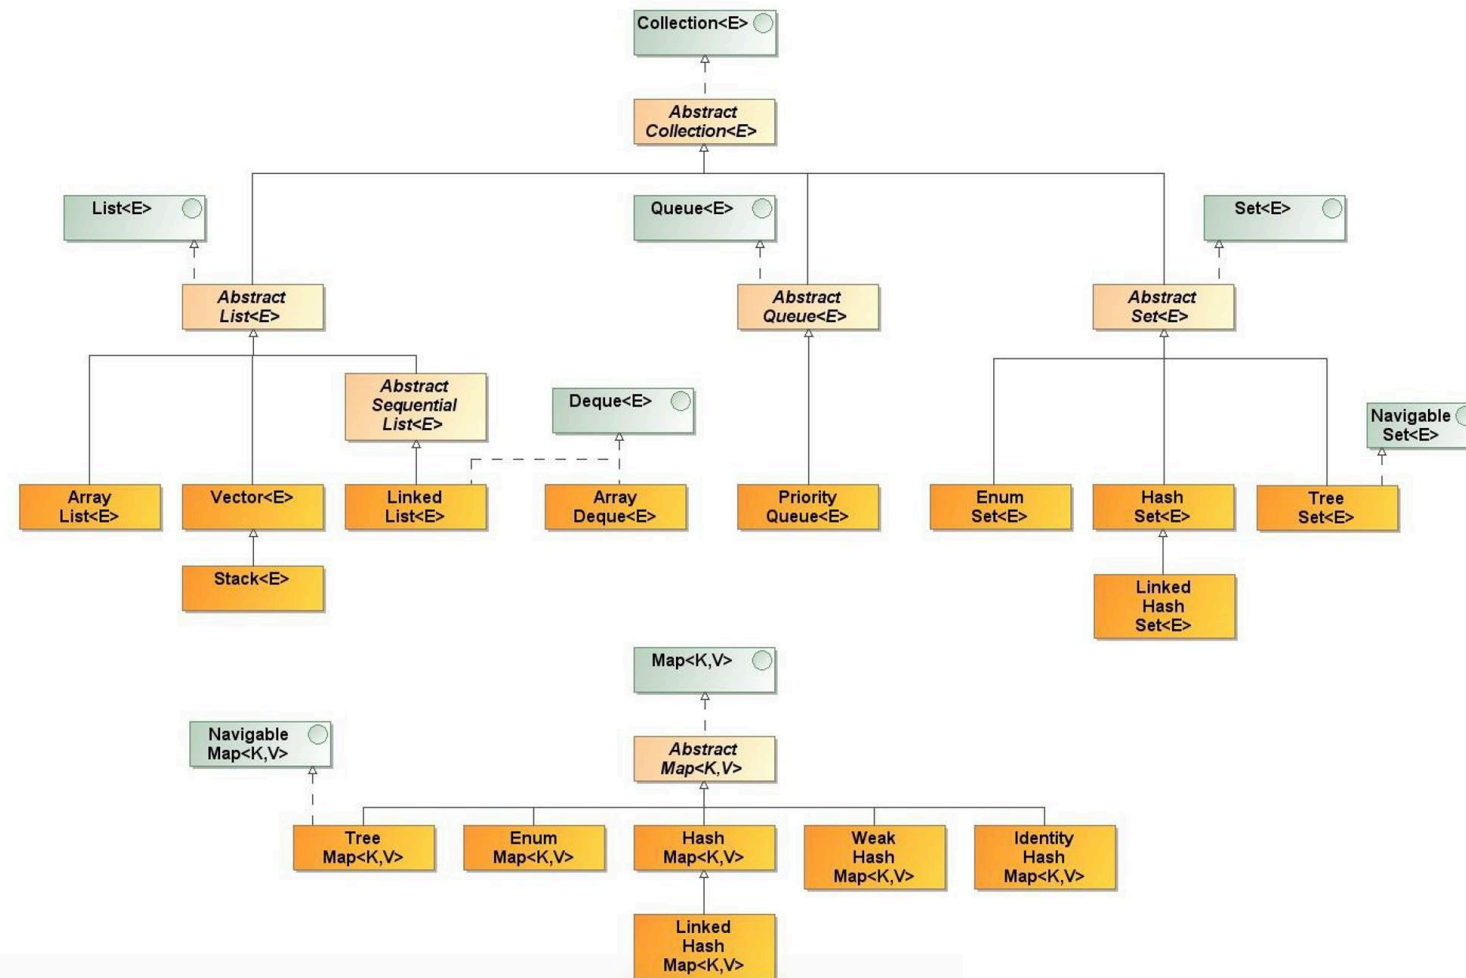 Collection<E>
Abstract
Collection<E>
List<E>
Queue<E>
Set<E>
Abstract
List<E>
Abstract
Queue<E>
Abstract
Set<E>
Abstract
Sequential
List<E>
Deque<E>
Navigable
Set<E>
Array
List<E>
Vector<E>
Linked
List<E>
Array
Deque<E>
Priority
Queue<E>
Enum
Set<E>
Hash
Set<E>
Tree
Set<E>
Stack<E>
Linked
Hash
Set<E>
Map<K,V>
Navigable
Map<K,V>
Abstract
Map<K,V>
Tree
Map<K,V>
Enum
Map<K,V>
Hash
Map<K,V>
Weak
Hash
Map<K,V>
Identity
Hash
Map<K,V>
Linked
Hash
Map<K,V>